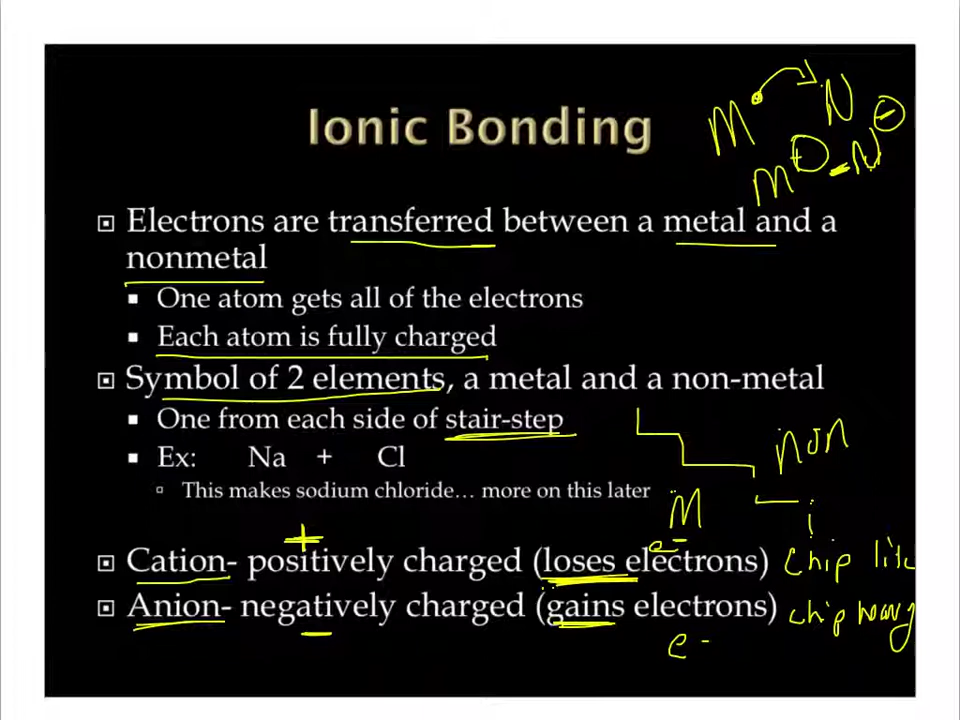 Ionic Bonding
M N
M + - N -
Electrons are transferred between a metal and a
nonmetal
One atom gets all of the electrons
Each atom is fully charged
Symbol of 2 elements, a metal and a non-metal
One from each side of stair-step
non
Ex: Na + Cl
This makes sodium chloride... more on this later
M
+
e -
Cation- positively charged (loses electrons) chip
Anion- negatively charged (gains electrons) chip
e -